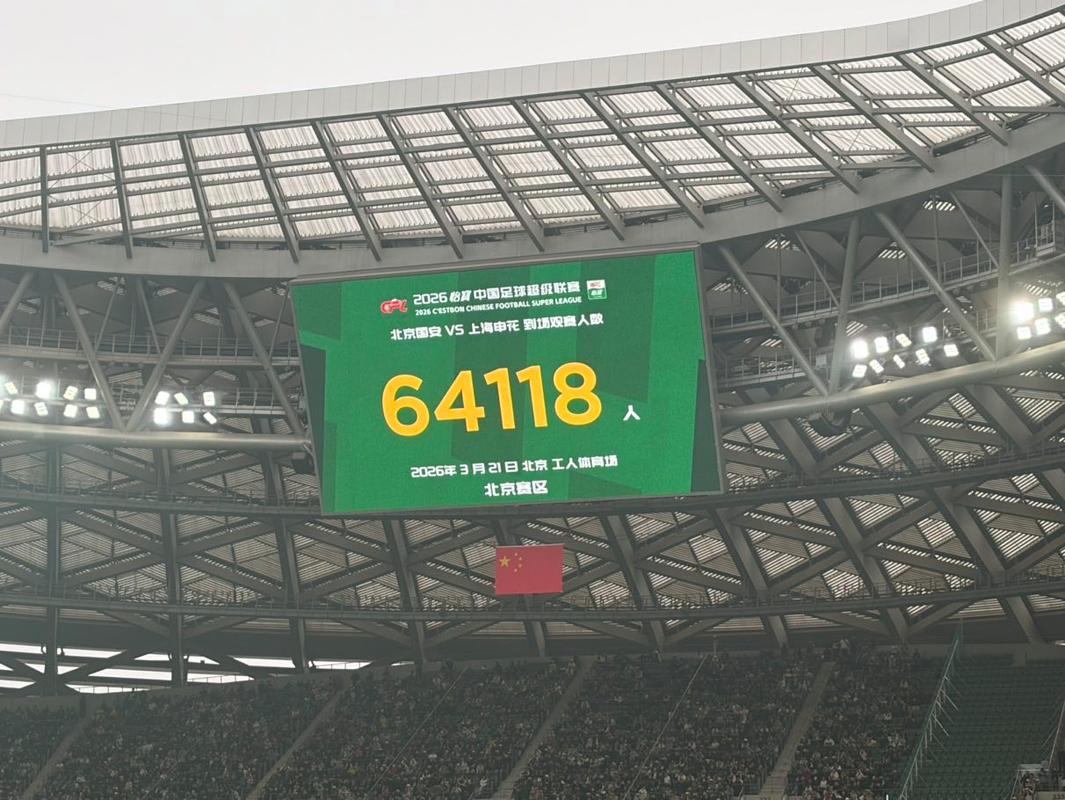 CFL 2026 怡宝 中国足球超级联赛
2026 C'ESTBON CHINESE FOOTBALL SUPER LEAGUE
北京国安 VS 上海申花 到场观赛人数
64118 人
2026年3月21日 北京 工人体育场
北京赛区